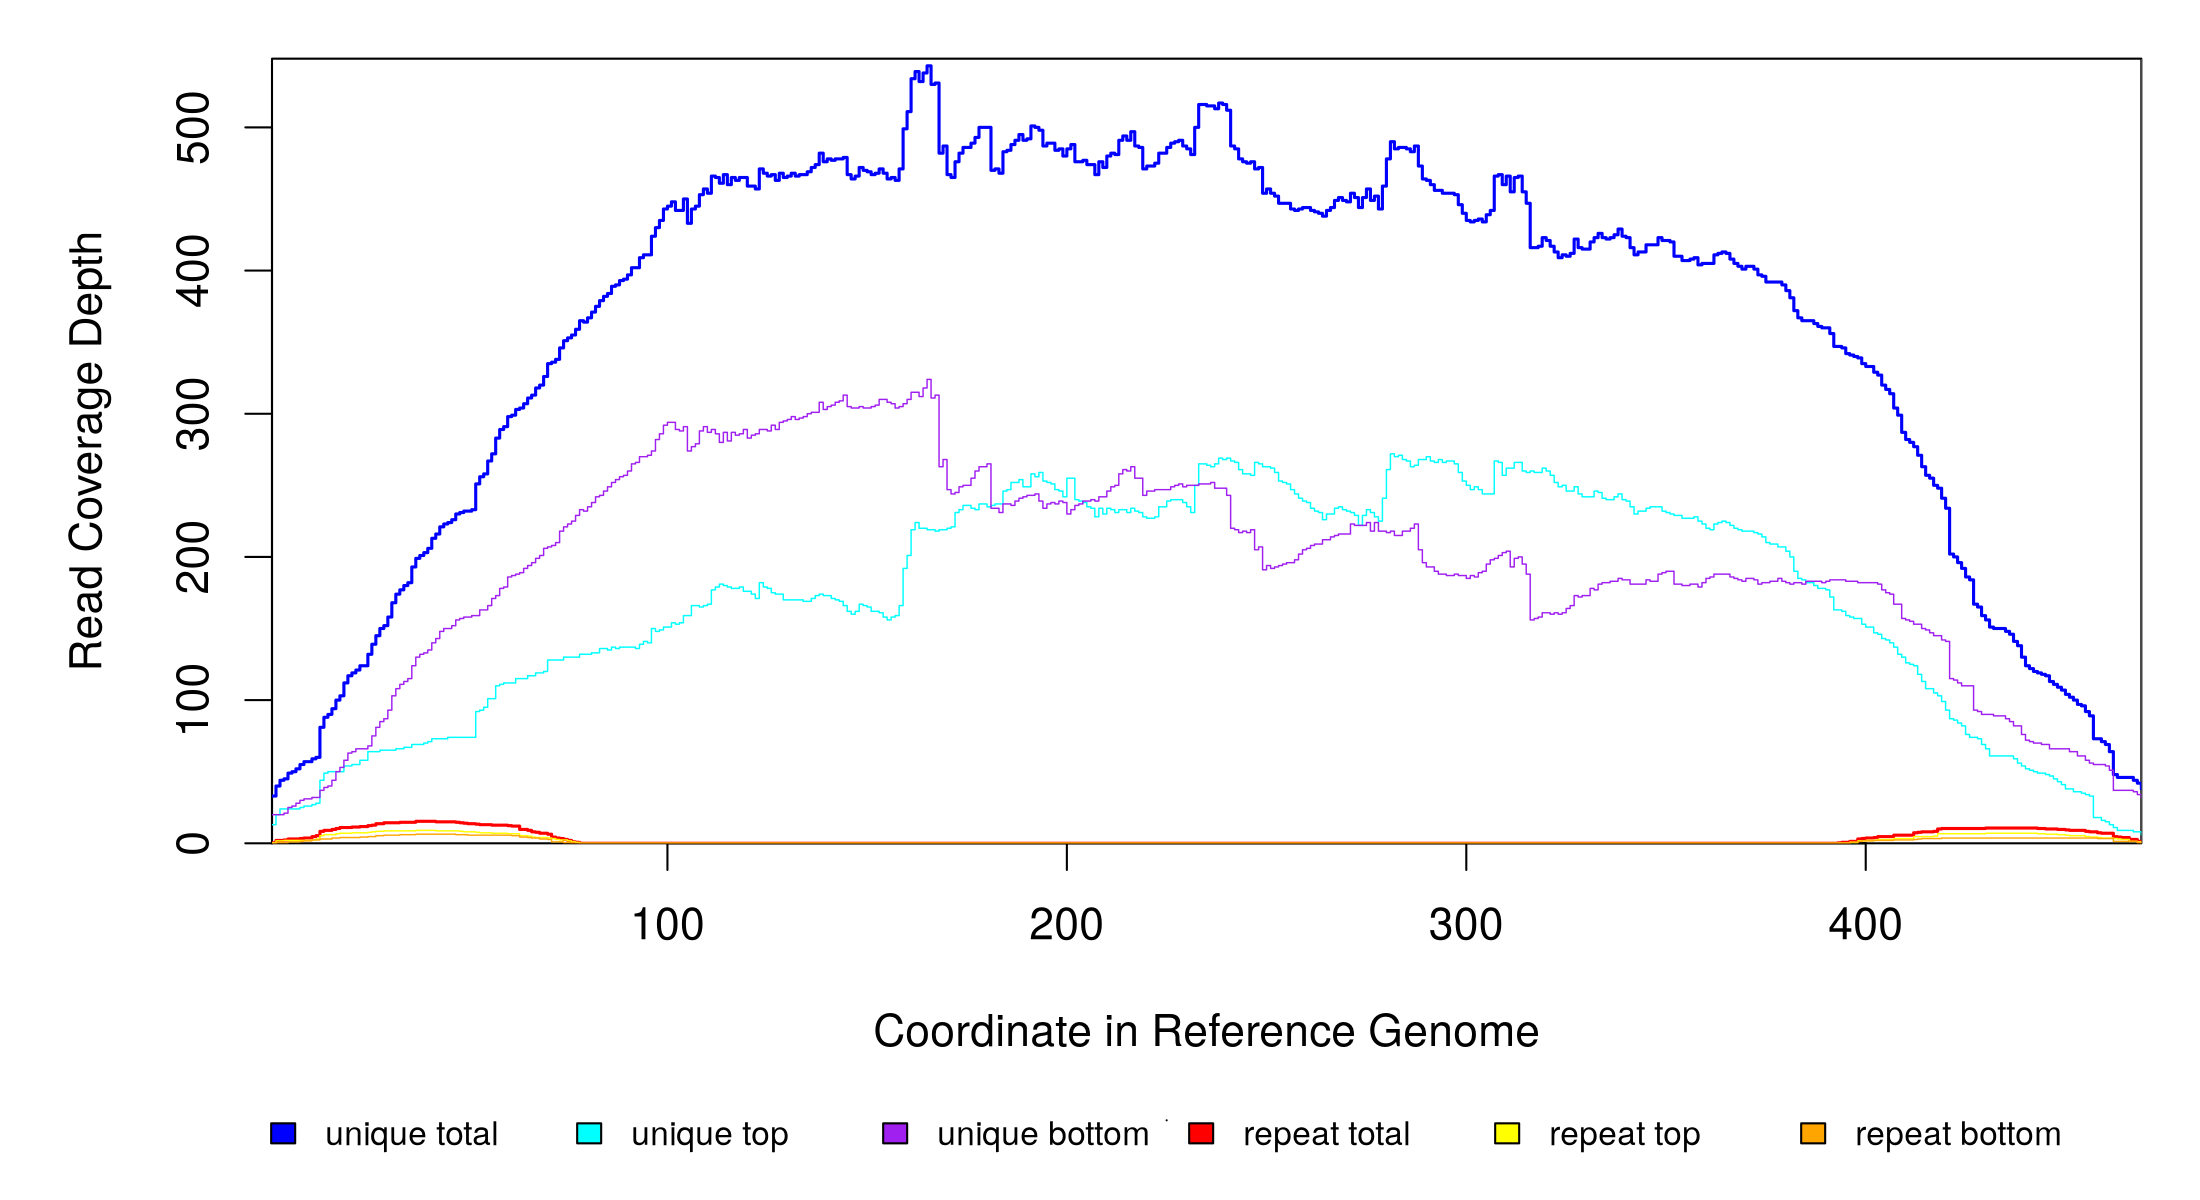 Read Coverage Depth
500
400
300
200
100
0
100 200 300 400
Coordinate in Reference Genome
unique total unique top unique bottom repeat total repeat top repeat bottom